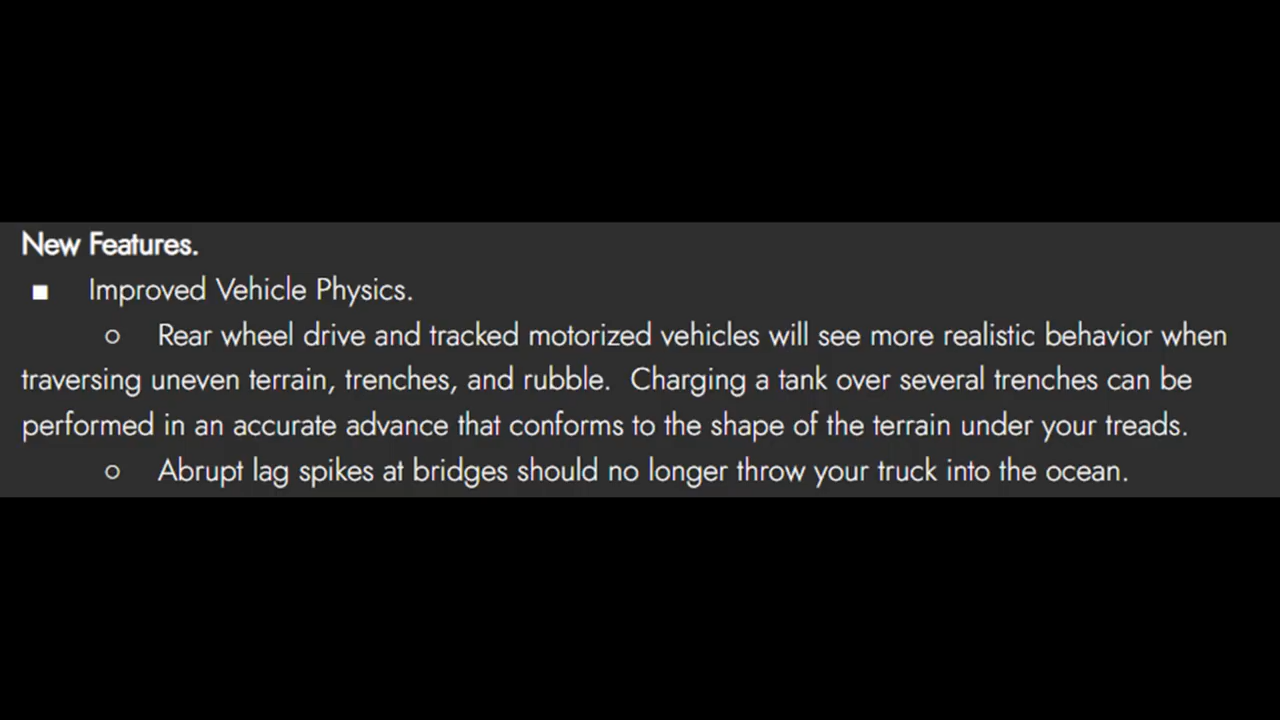 New Features.
▪ Improved Vehicle Physics.
○ Rear wheel drive and tracked motorized vehicles will see more realistic behavior when
traversing uneven terrain, trenches, and rubble.  Charging a tank over several trenches can be
performed in an accurate advance that conforms to the shape of the terrain under your treads.
○ Abrupt lag spikes at bridges should no longer throw your truck into the ocean.